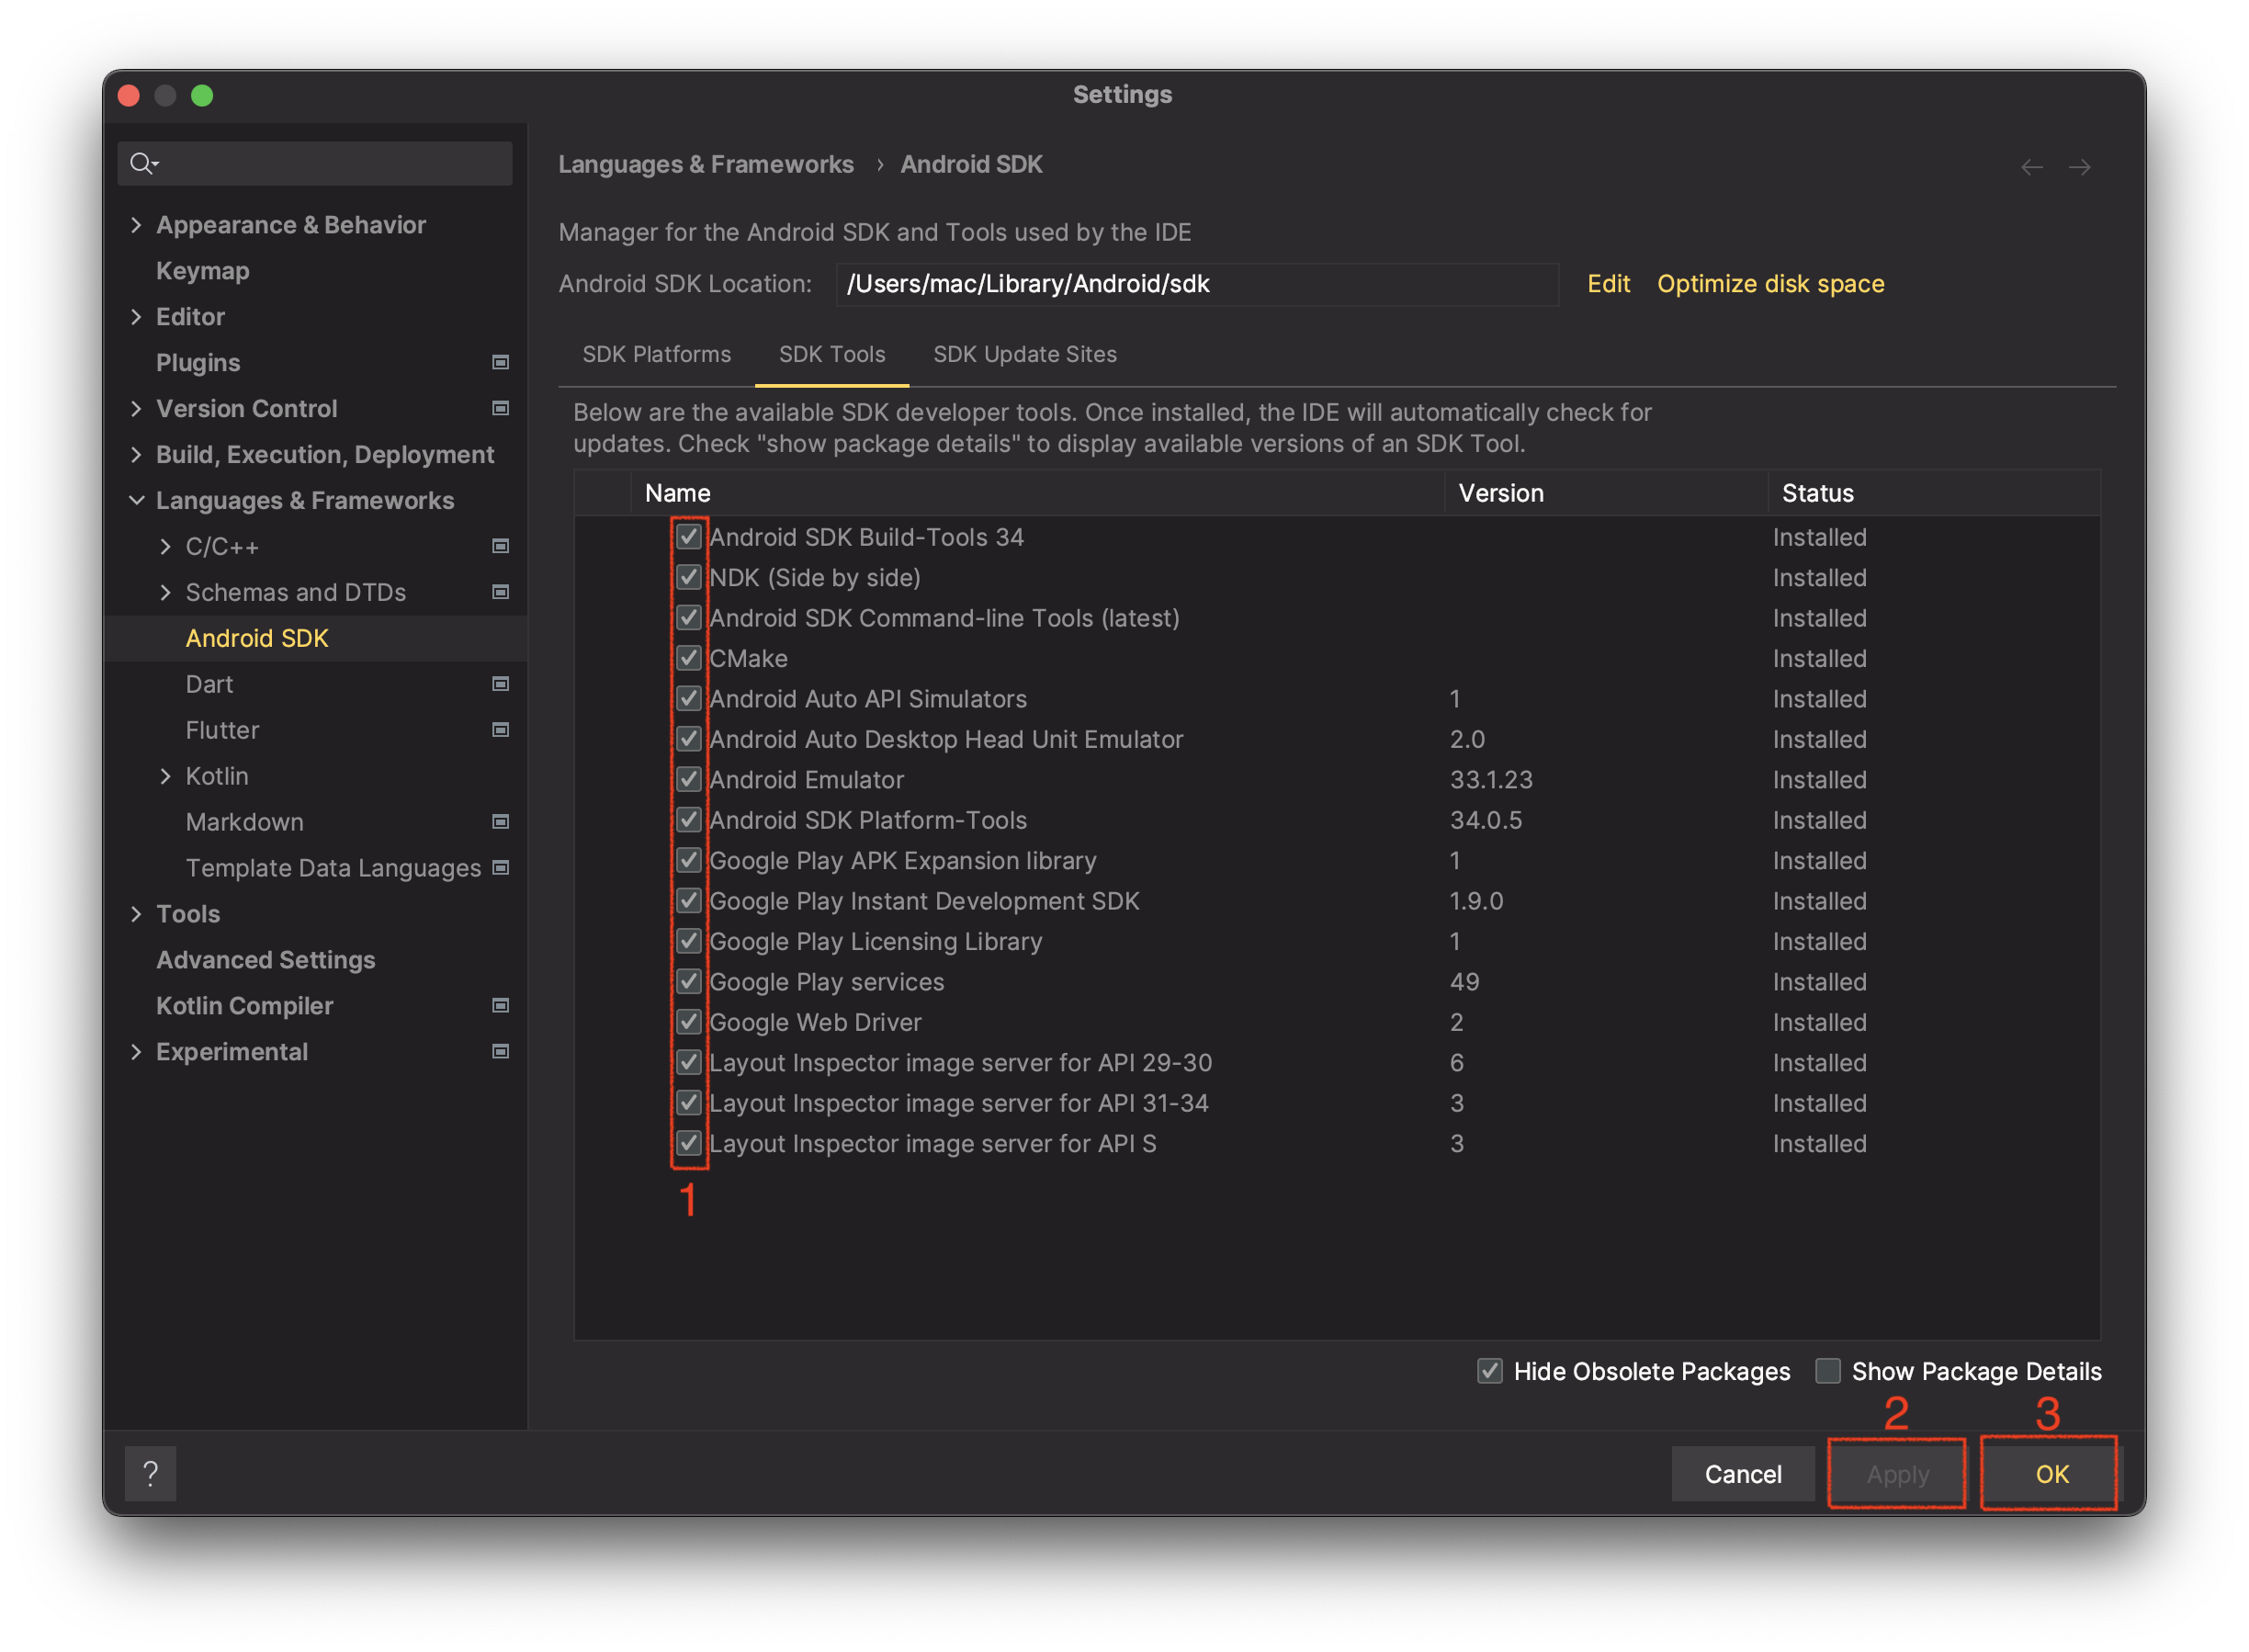 Settings
Appearance & Behavior
Keymap
Editor
Plugins
Version Control
Build, Execution, Deployment
Languages & Frameworks
C/C++
Schemas and DTDs
Android SDK
Dart
Flutter
Kotlin
Markdown
Template Data Languages
Tools
Advanced Settings
Kotlin Compiler
Experimental
Languages & Frameworks › Android SDK
Manager for the Android SDK and Tools used by the IDE
Android SDK Location: /Users/mac/Library/Android/sdk Edit Optimize disk space
SDK Platforms SDK Tools SDK Update Sites
Below are the available SDK developer tools. Once installed, the IDE will automatically check for
updates. Check "show package details" to display available versions of an SDK Tool.
Name Version Status
Android SDK Build-Tools 34 Installed
NDK (Side by side) Installed
Android SDK Command-line Tools (latest) Installed
CMake Installed
Android Auto API Simulators 1 Installed
Android Auto Desktop Head Unit Emulator 2.0 Installed
Android Emulator 33.1.23 Installed
Android SDK Platform-Tools 34.0.5 Installed
Google Play APK Expansion library 1 Installed
Google Play Instant Development SDK 1.9.0 Installed
Google Play Licensing Library 1 Installed
Google Play services 49 Installed
Google Web Driver 2 Installed
Layout Inspector image server for API 29-30 6 Installed
Layout Inspector image server for API 31-34 3 Installed
Layout Inspector image server for API S 3 Installed
1
Hide Obsolete Packages Show Package Details
2 3
? Cancel Apply OK